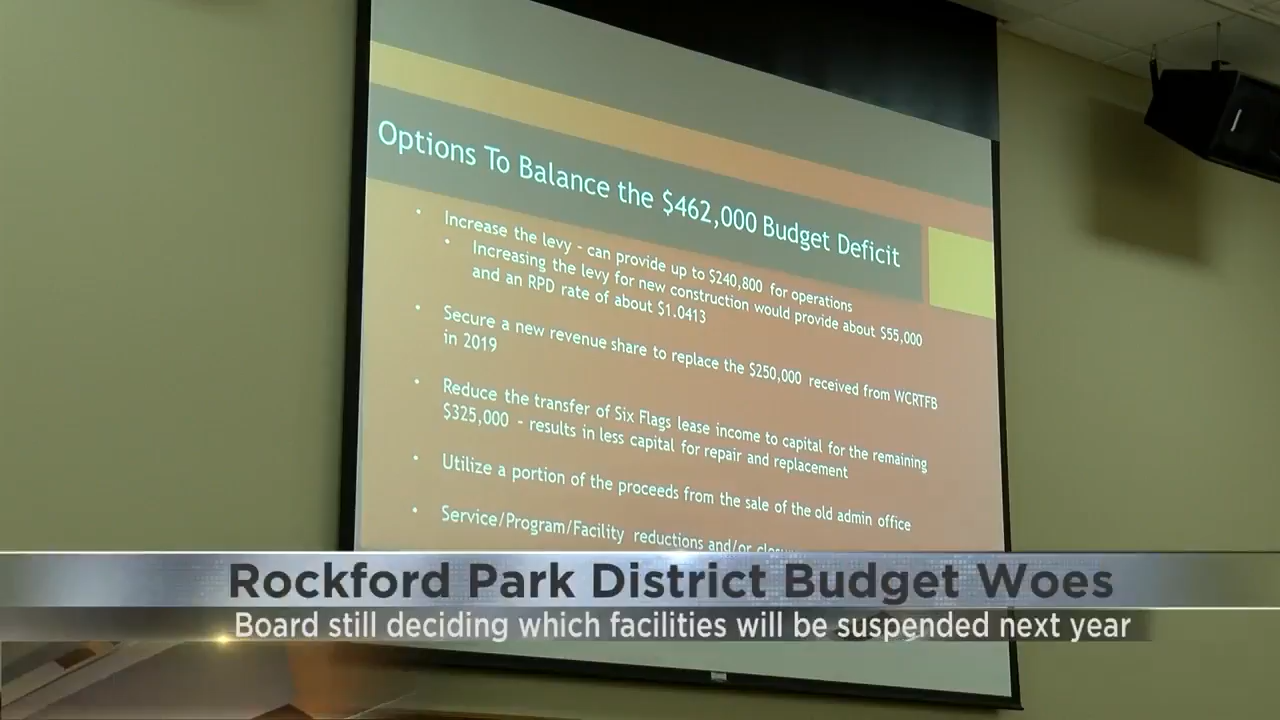 Options To Balance the $462,000 Budget Deficit
• Increase the levy - can provide up to $240,800 for operations
• Increasing the levy for new construction would provide about $55,000
and an RPD rate of about $1.0413
• Secure a new revenue share to replace the $250,000 received from WCRTFB
in 2019
• Reduce the transfer of Six Flags lease income to capital for the remaining
$325,000 - results in less capital for repair and replacement
• Utilize a portion of the proceeds from the sale of the old admin office
• Service/Program/Facility reductions and/or
Rockford Park District Budget Woes
Board still deciding which facilities will be suspended next year